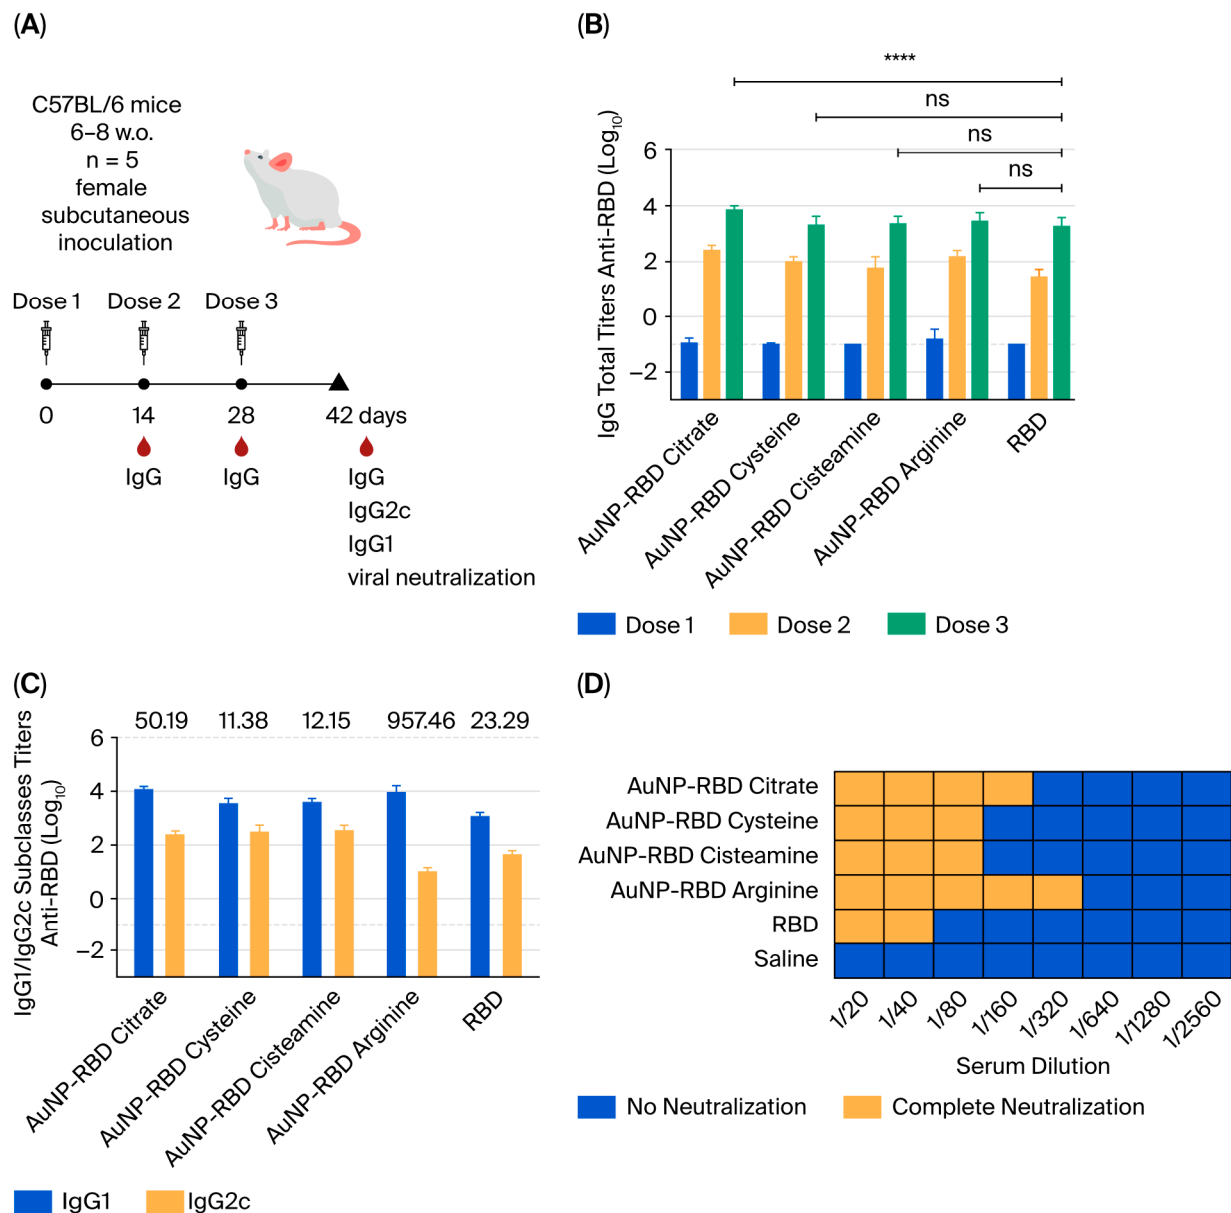 (A)
C57BL/6 mice
6–8 w.o.
n = 5
female
subcutaneous
inoculation
Dose 1 Dose 2 Dose 3
0 14 28 42 days
IgG IgG IgG
IgG2c
IgG1
viral neutralization
(B)
****
ns
ns
ns
IgG Total Titers Anti-RBD (Log10)
6
4
2
0
−2
AuNP-RBD Citrate
AuNP-RBD Cysteine
AuNP-RBD Cisteamine
AuNP-RBD Arginine
RBD
Dose 1 Dose 2 Dose 3
(C)
50.19 11.38 12.15 957.46 23.29
IgG1/IgG2c Subclasses Titers
Anti-RBD (Log10)
6
4
2
0
−2
AuNP-RBD Citrate
AuNP-RBD Cysteine
AuNP-RBD Cisteamine
AuNP-RBD Arginine
RBD
IgG1 IgG2c
(D)
AuNP-RBD Citrate
AuNP-RBD Cysteine
AuNP-RBD Cisteamine
AuNP-RBD Arginine
RBD
Saline
1/20 1/40 1/80 1/160 1/320 1/640 1/1280 1/2560
Serum Dilution
No Neutralization Complete Neutralization